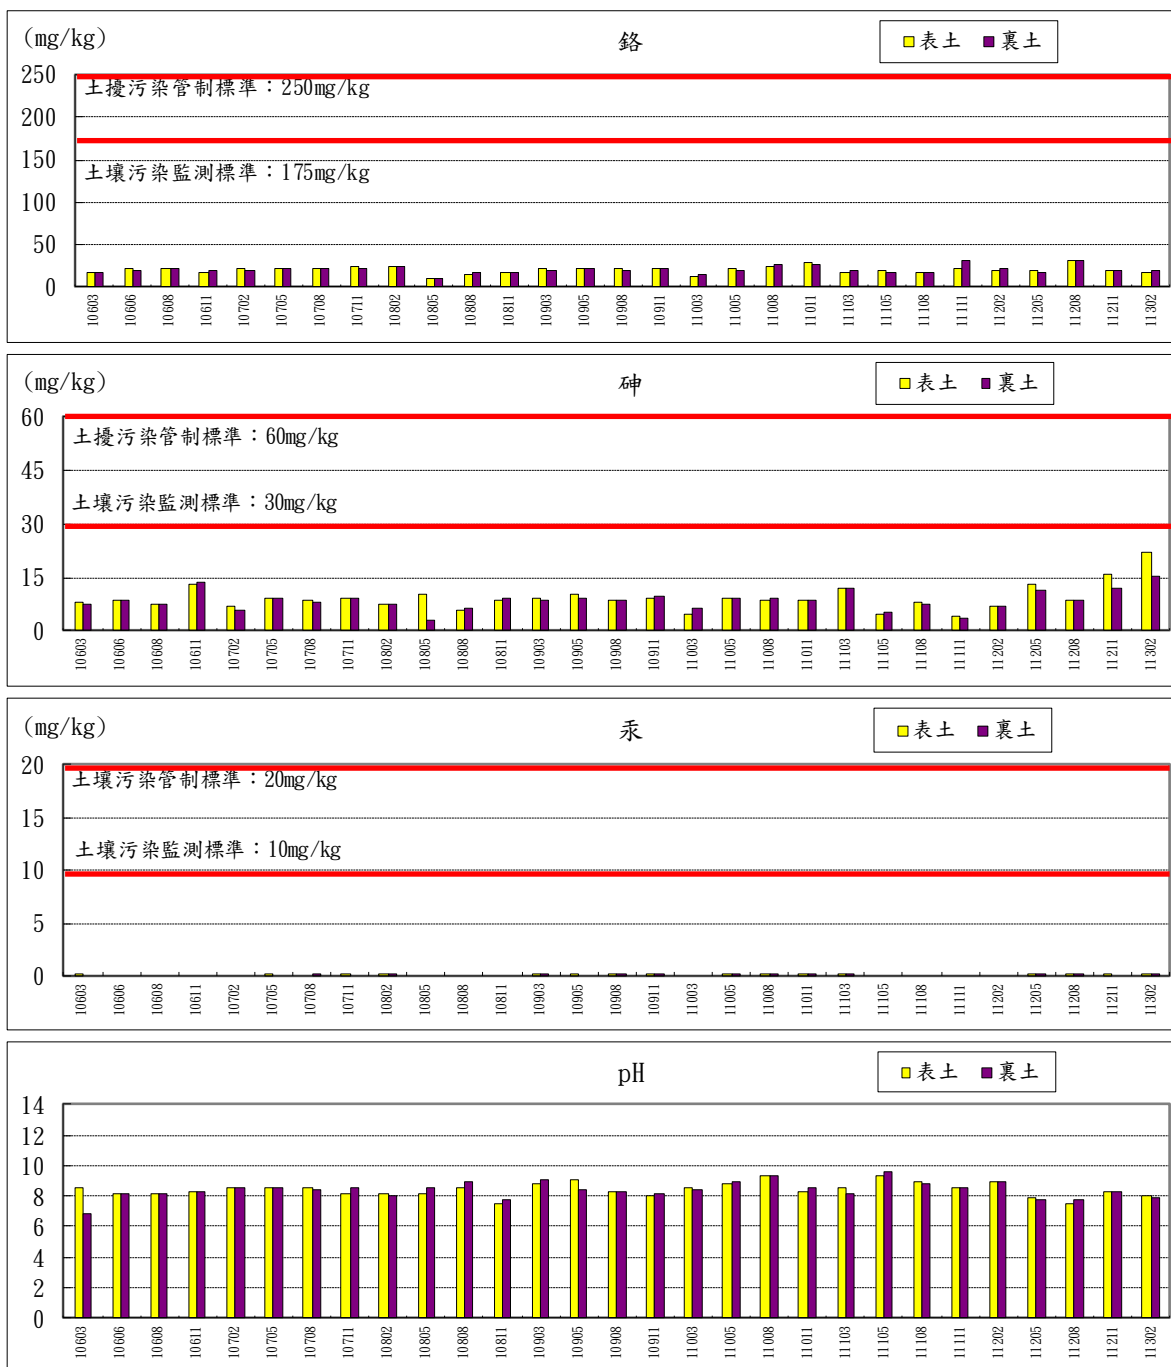 (mg/kg)
鉻
表土 裏土
250
土擾污染管制標準：250mg/kg
200
150
土壤污染監測標準：175mg/kg
100
50
0
10603 10606 10608 10611 10702 10705 10708 10711 10802 10805 10808 10811 10903 10905 10908 10911 11003 11005 11008 11011 11103 11105 11108 11111 11202 11205 11208 11211 11302
(mg/kg)
砷
表土 裏土
60
土擾污染管制標準：60mg/kg
45
土壤污染監測標準：30mg/kg
30
15
0
10603 10606 10608 10611 10702 10705 10708 10711 10802 10805 10808 10811 10903 10905 10908 10911 11003 11005 11008 11011 11103 11105 11108 11111 11202 11205 11208 11211 11302
(mg/kg)
汞
表土 裏土
20
土壤污染管制標準：20mg/kg
15
土壤污染監測標準：10mg/kg
10
5
0
10603 10606 10608 10611 10702 10705 10708 10711 10802 10805 10808 10811 10903 10905 10908 10911 11003 11005 11008 11011 11103 11105 11108 11111 11202 11205 11208 11211 11302
pH
表土 裏土
14
12
10
8
6
4
2
0
10603 10606 10608 10611 10702 10705 10708 10711 10802 10805 10808 10811 10903 10905 10908 10911 11003 11005 11008 11011 11103 11105 11108 11111 11202 11205 11208 11211 11302